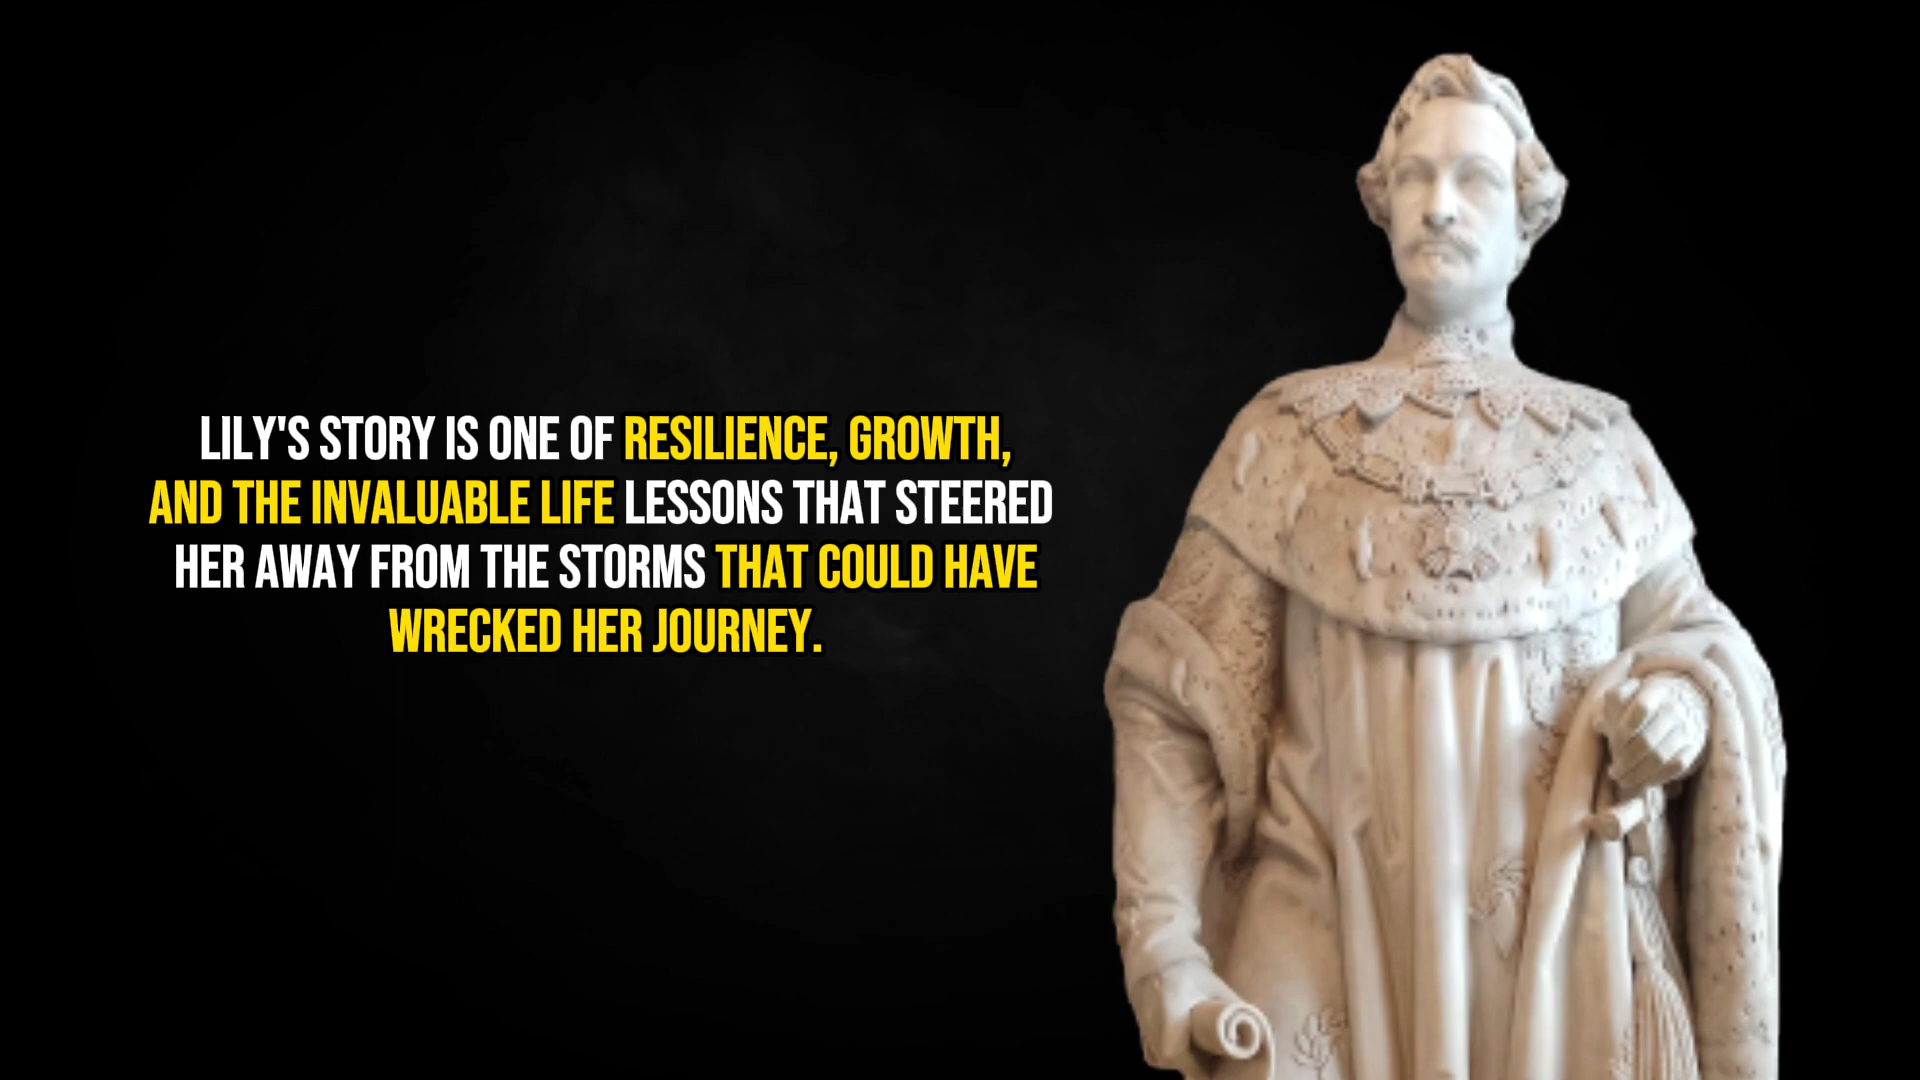 LILY'S STORY IS ONE OF RESILIENCE, GROWTH,
AND THE INVALUABLE LIFE LESSONS THAT STEERED
HER AWAY FROM THE STORMS THAT COULD HAVE
WRECKED HER JOURNEY.